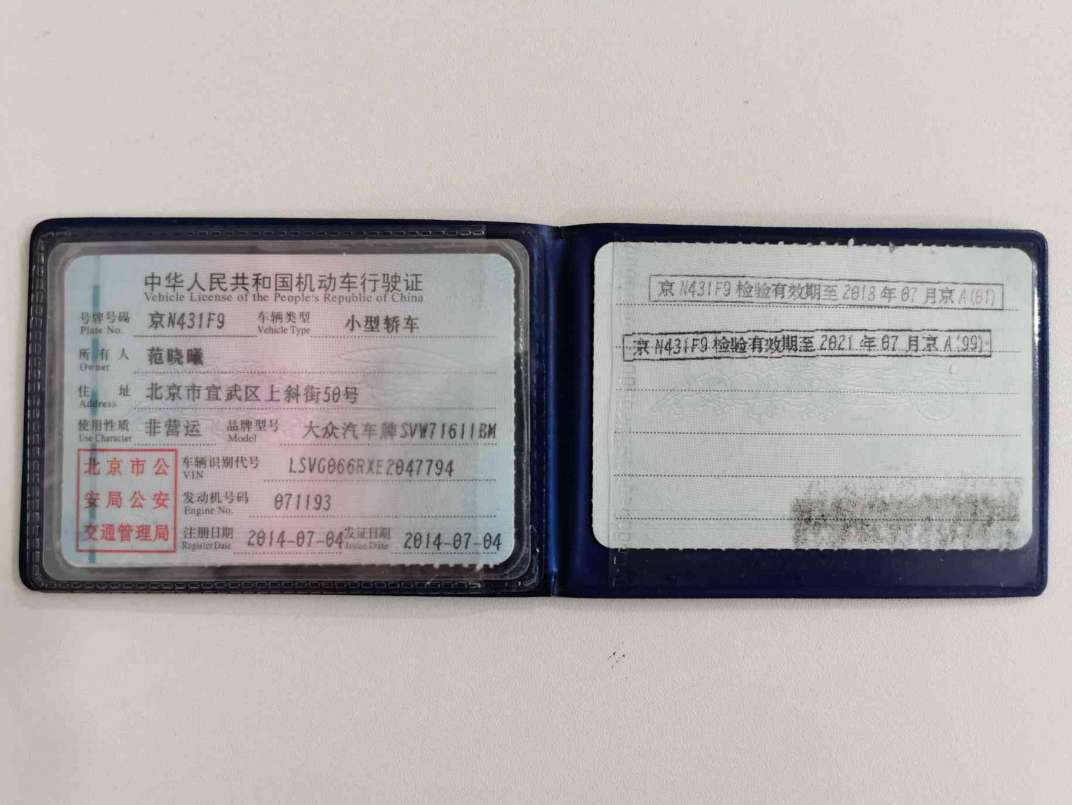 中华人民共和国机动车行驶证
Vehicle License of the People's Republic of China
号牌号码 京N431F9 车辆类型 小型轿车
Plate No. Vehicle Type
所有人 范晓曦
Owner
住址 北京市宣武区上斜街50号
Address
使用性质 非营运 品牌型号 大众汽车牌SVW71611BM
Use Character Model
北京市公
安局公安
交通管理局
车辆识别代号 LSVG066RXE2047794
VIN
发动机号码 071193
Engine No.
注册日期 2014-07-04 发证日期 2014-07-04
Register Date Issue Date
京N431F9检验有效期至2018年07月京A(01)
京N431F9检验有效期至2021年07月京A(99)